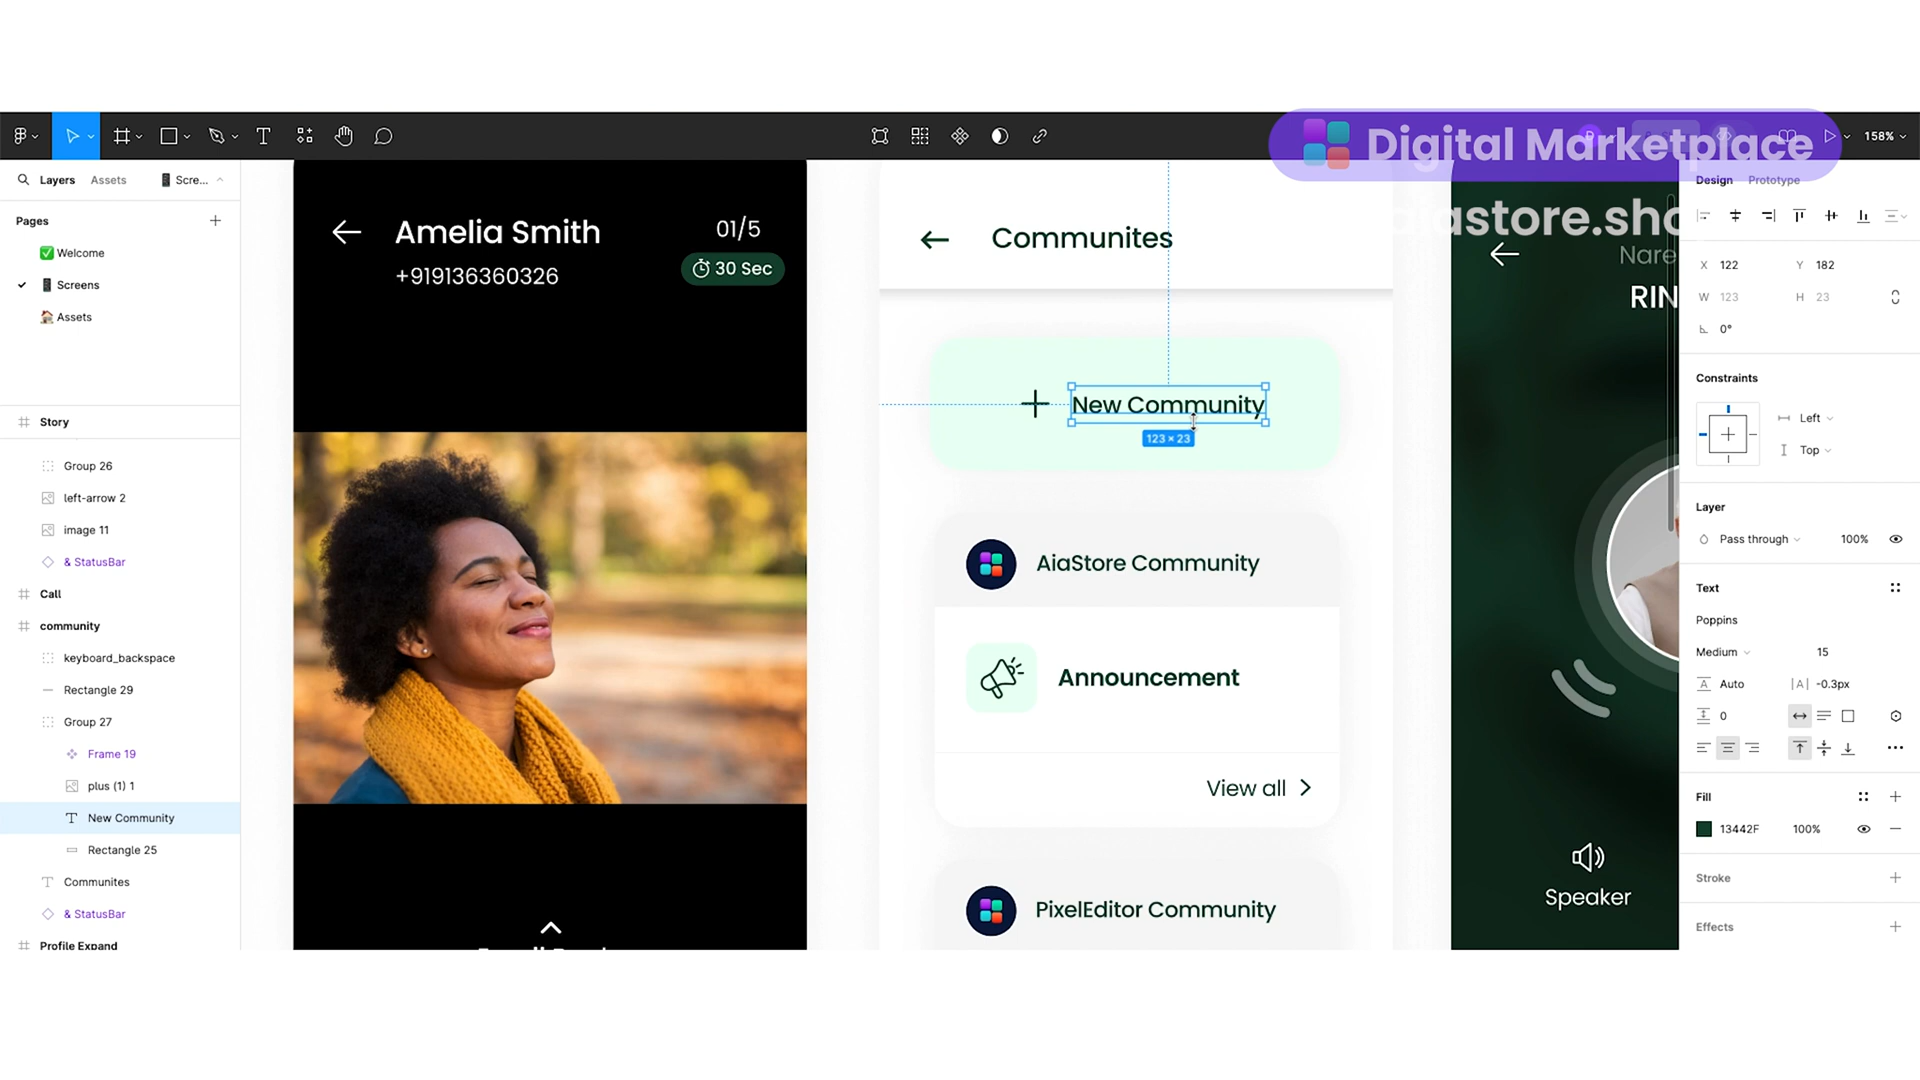 158%
Digital Marketplace
aiastore.sho
Layers
Assets
Scre...
Pages
✅ Welcome
Screens
Assets
Story
Group 26
left-arrow 2
image 11
& StatusBar
Call
community
keyboard_backspace
Rectangle 29
Group 27
Frame 19
plus (1) 1
New Community
Rectangle 25
Communites
& StatusBar
Profile Expand
Amelia Smith
01/5
+919136360326
30 Sec
Communites
New Community
123 × 23
AiaStore Community
Announcement
View all
PixelEditor Community
Nare
RIN
Speaker
Design
Prototype
X 122
Y 182
W 123
H 23
0°
Constraints
Left
Top
Layer
Pass through
100%
Text
Poppins
Medium
15
Auto
|A| -0.3px
0
Fill
13442F
100%
Stroke
Effects